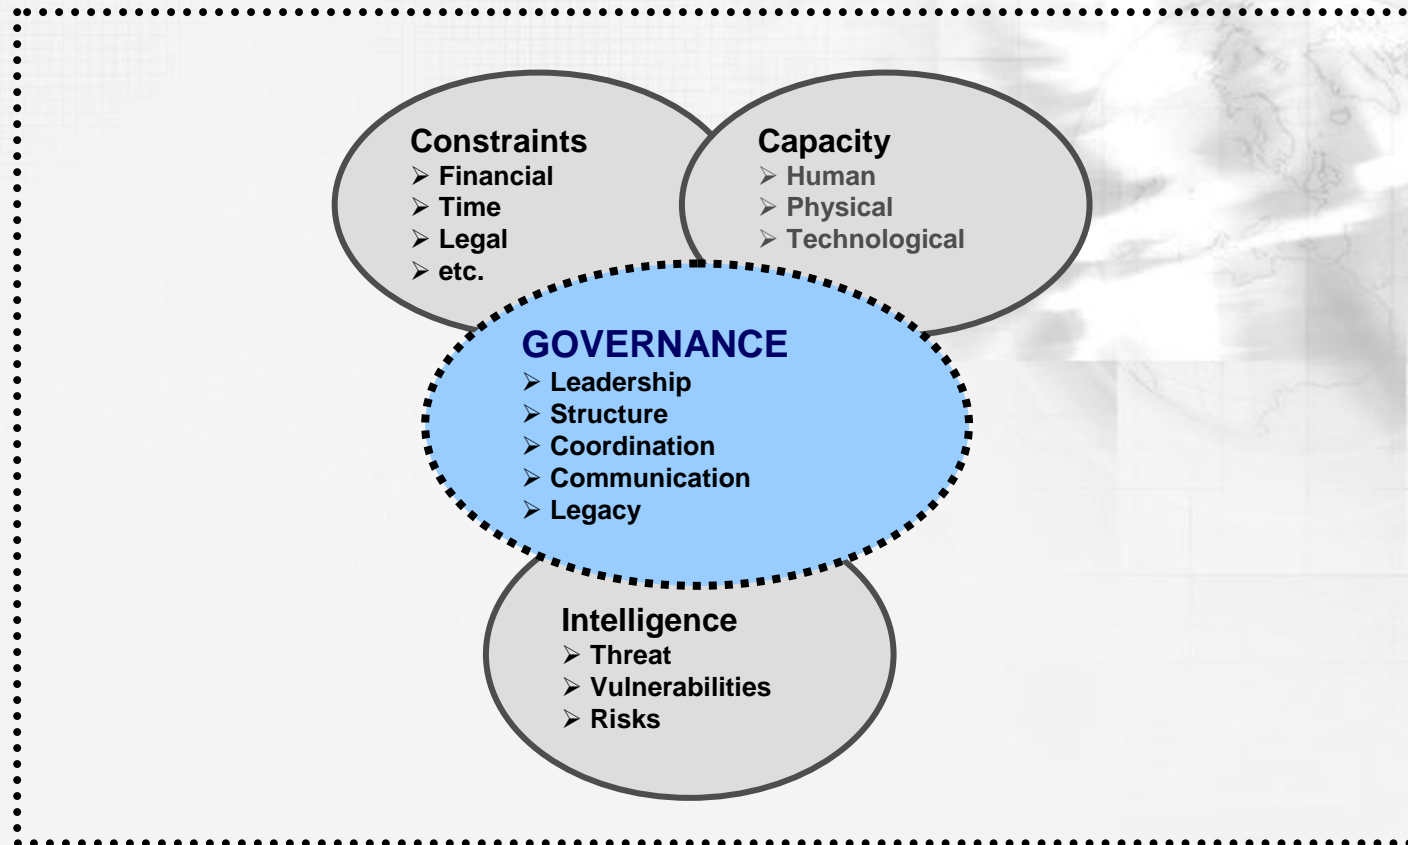 Constraints
➢ Financial
➢ Time
➢ Legal
➢ etc.
Capacity
➢ Human
➢ Physical
➢ Technological
GOVERNANCE
➢ Leadership
➢ Structure
➢ Coordination
➢ Communication
➢ Legacy
Intelligence
➢ Threat
➢ Vulnerabilities
➢ Risks